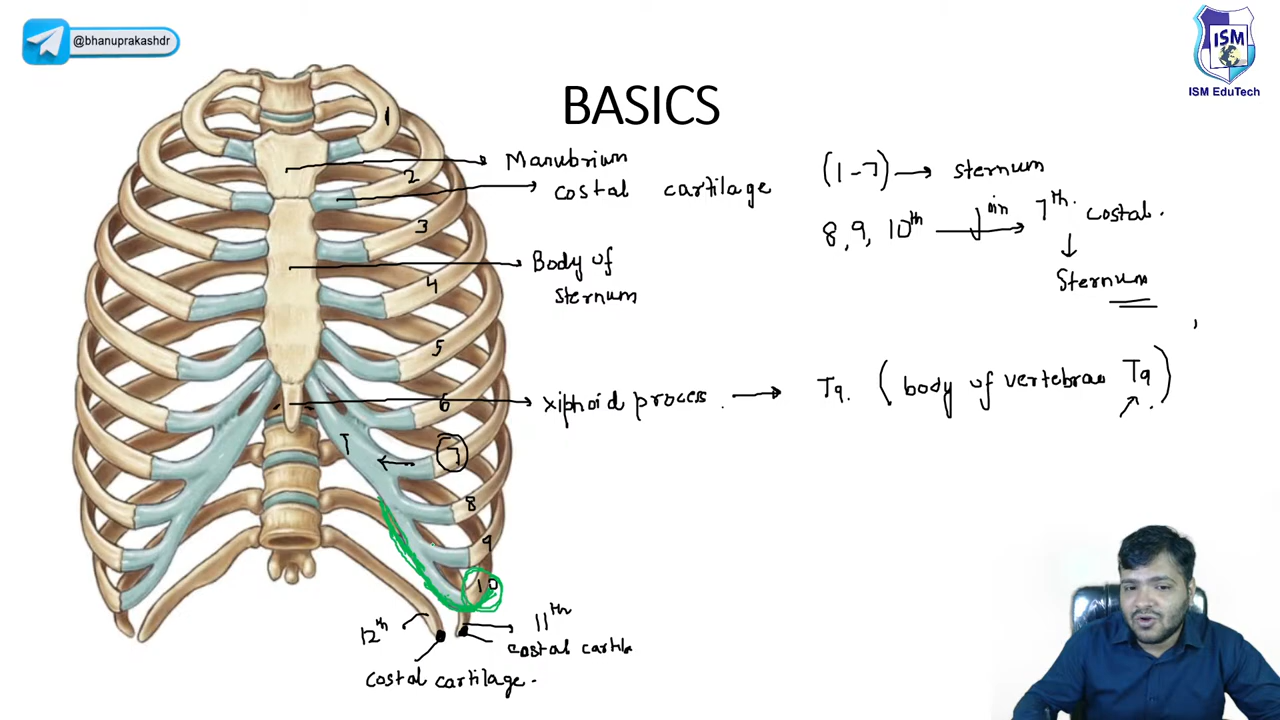 @bhanuprakashdr
ISM
ISM EduTech
BASICS
1
Manubrium
2
costal cartilage
3
Body of
sternum
4
5
6
xiphoid process. → T9. (body of vertebrae T9)
7
7
8
9
10
12th
11th
costal cartila
costal cartilage.
(1-7) → sternum
8, 9, 10th join → 7th costal.
↓
Sternum